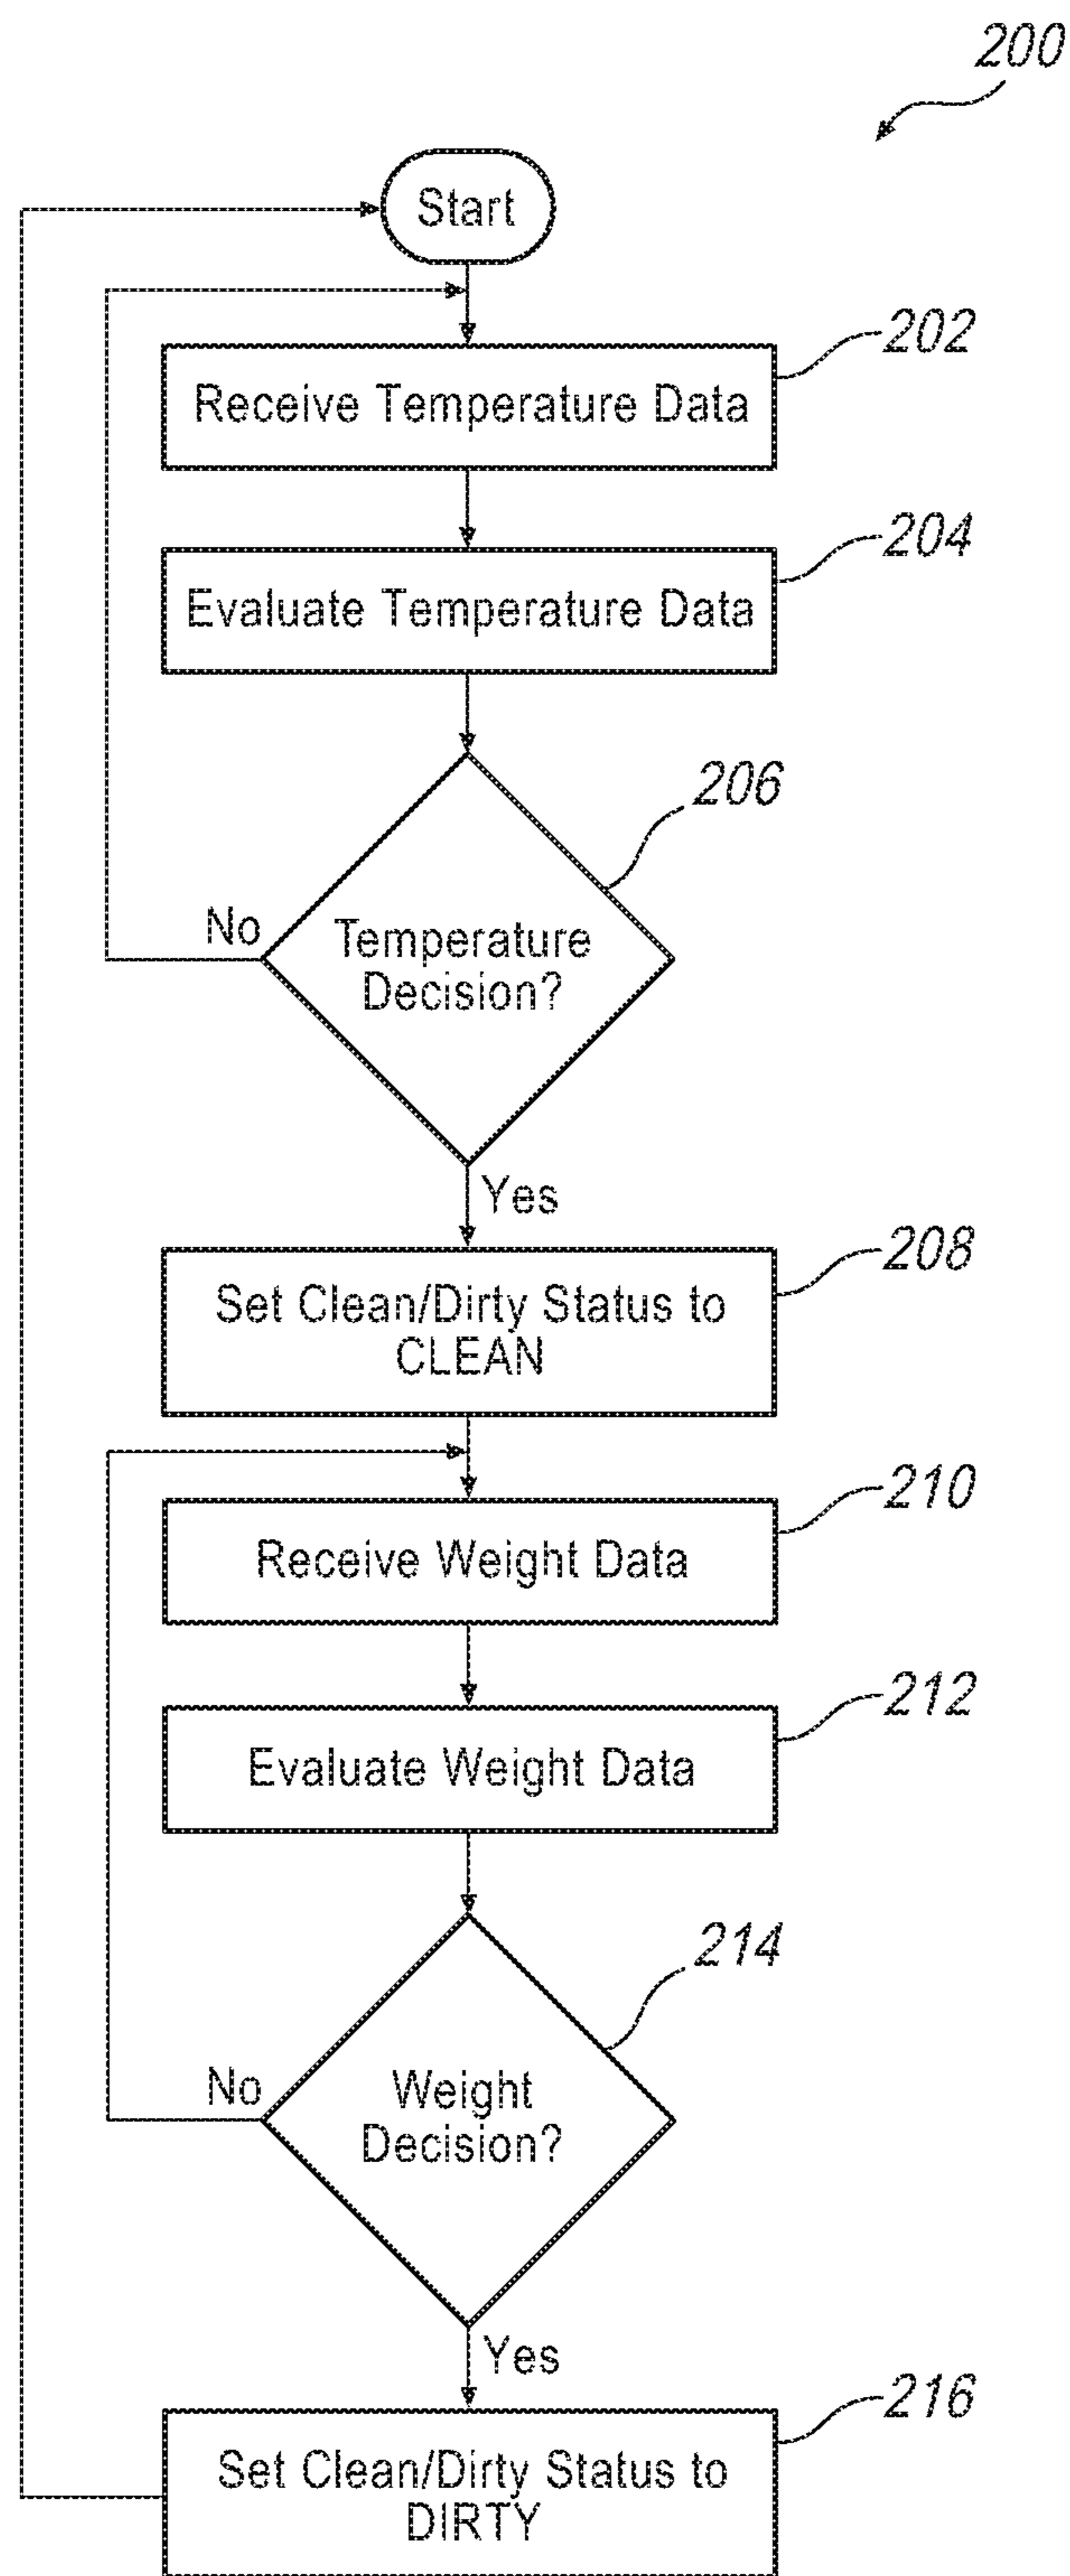 200
Start
202
Receive Temperature Data
204
Evaluate Temperature Data
206
No
Temperature
Decision?
Yes
208
Set Clean/Dirty Status to
CLEAN
210
Receive Weight Data
212
Evaluate Weight Data
214
No
Weight
Decision?
Yes
216
Set Clean/Dirty Status to
DIRTY